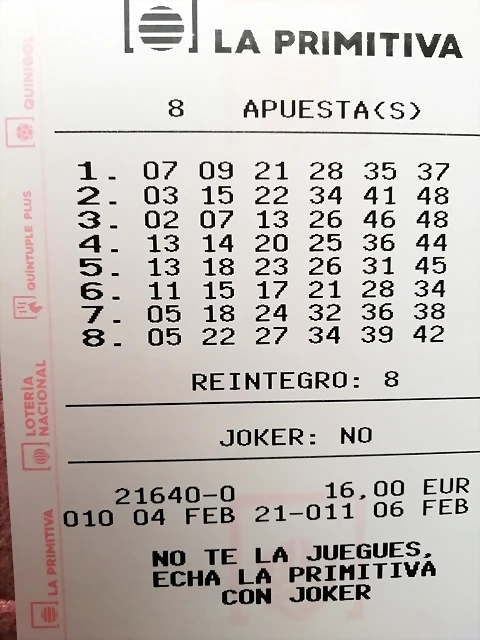 LA PRIMITIVA
8 APUESTA(S)
1. 07 09 21 28 35 37
2. 03 15 22 34 41 48
3. 02 07 13 26 46 48
4. 13 14 20 25 36 44
5. 13 18 23 26 31 45
6. 11 15 17 21 28 34
7. 05 18 24 32 36 38
8. 05 22 27 34 39 42
REINTEGRO: 8
JOKER: NO
21640-0 16,00 EUR
010 04 FEB 21-011 06 FEB
NO TE LA JUEGUES,
ECHA LA PRIMITIVA
CON JOKER
QUINIGOL
QUÍNTUPLE PLUS
LOTERÍA
NACIONAL
LA PRIMITIVA